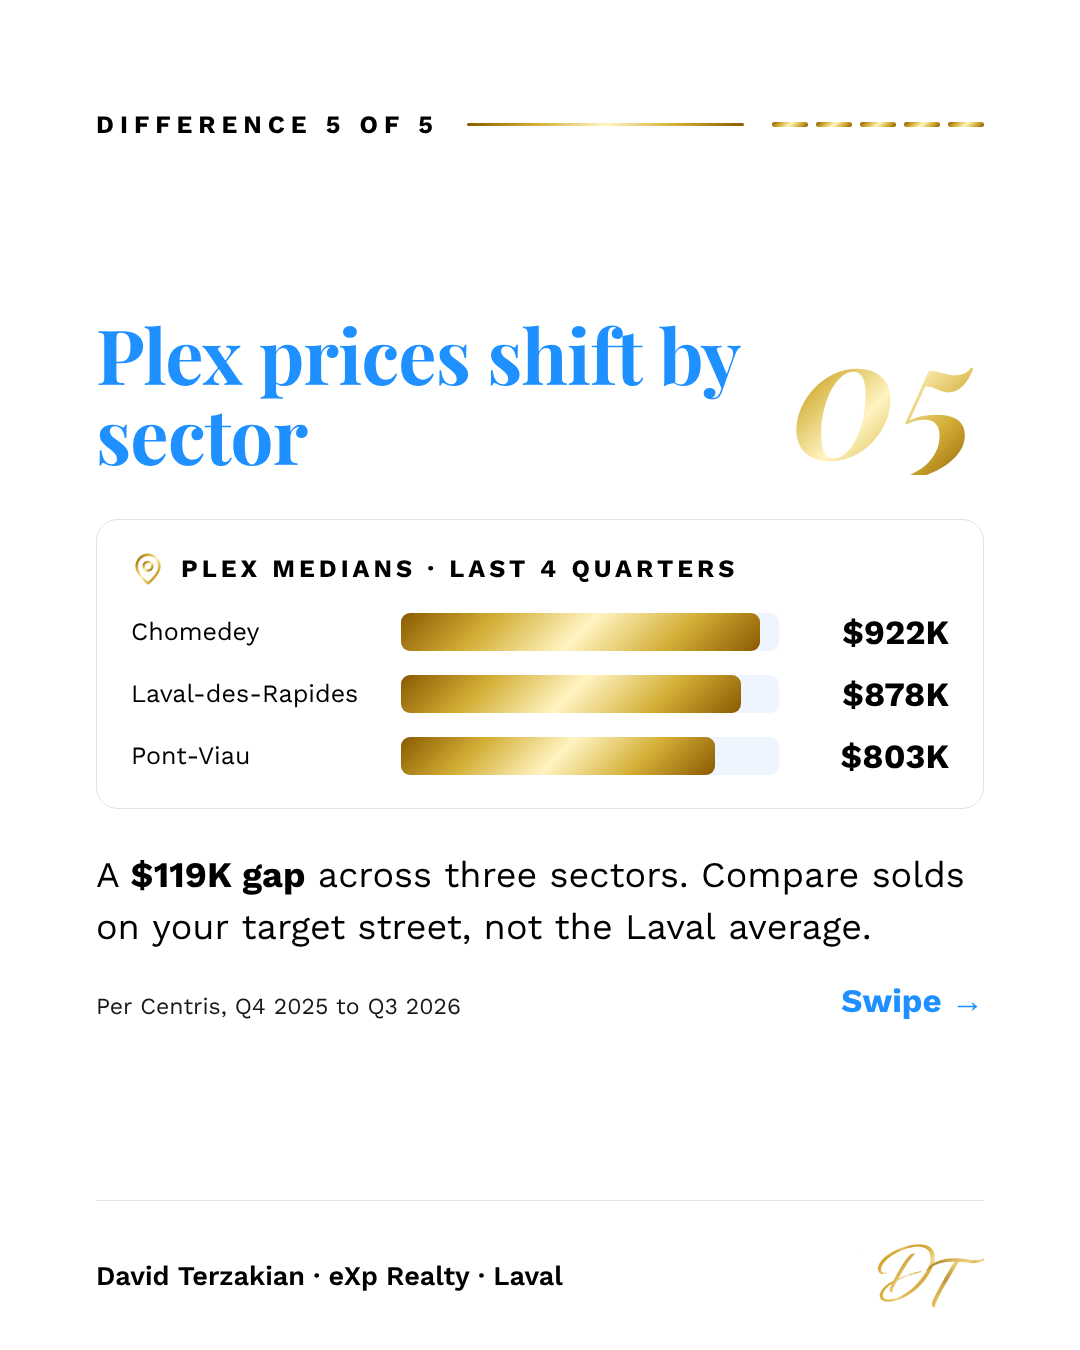 DIFFERENCE 5 OF 5
Plex prices shift by
sector
05
PLEX MEDIANS · LAST 4 QUARTERS
Chomedey $922K
Laval-des-Rapides $878K
Pont-Viau $803K
A $119K gap across three sectors. Compare solds
on your target street, not the Laval average.
Per Centris, Q4 2025 to Q3 2026
Swipe →
David Terzakian · eXp Realty · Laval
DT